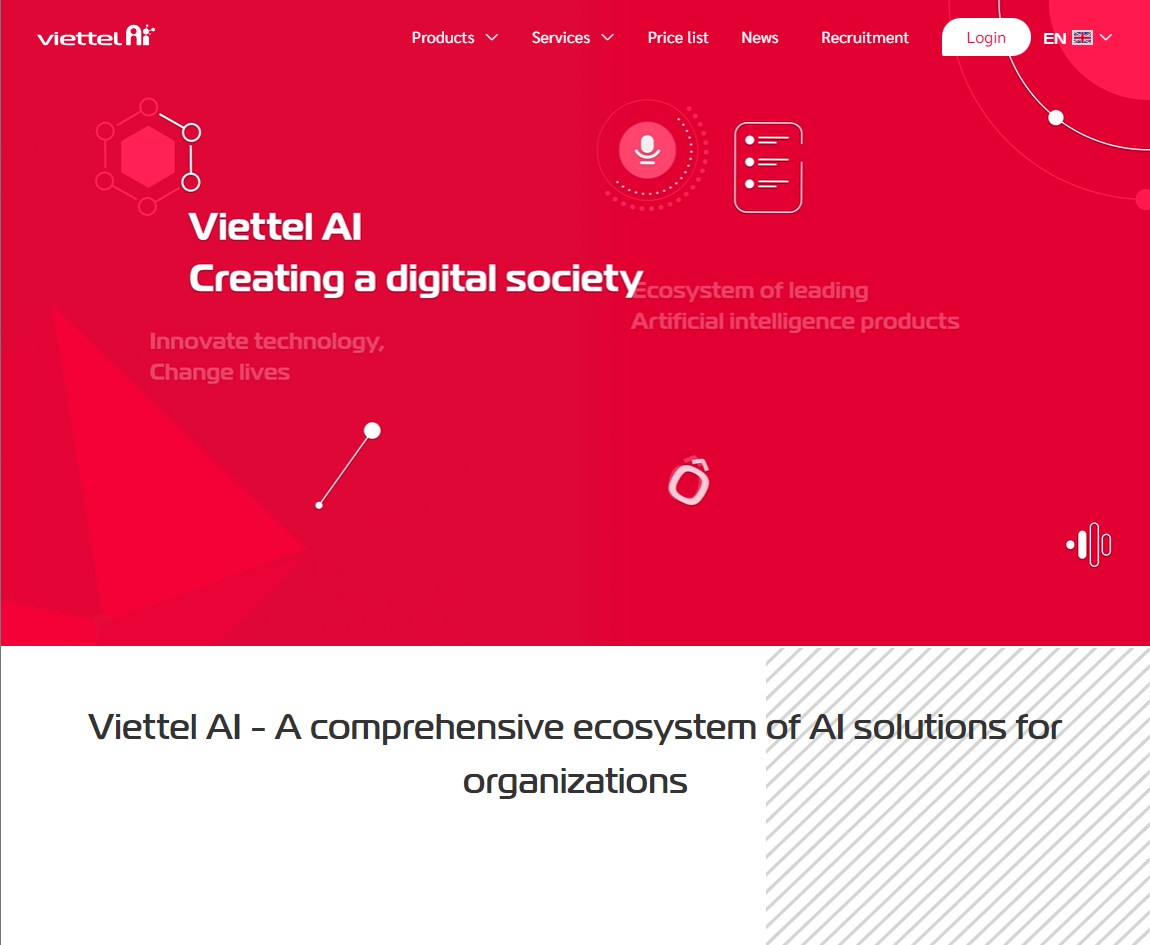 viettel Ai
Products
Services
Price list
News
Recruitment
Login
EN
Viettel AI
Creating a digital society
Ecosystem of leading
Artificial intelligence products
Innovate technology,
Change lives
Ô
Viettel AI - A comprehensive ecosystem of AI solutions for
organizations